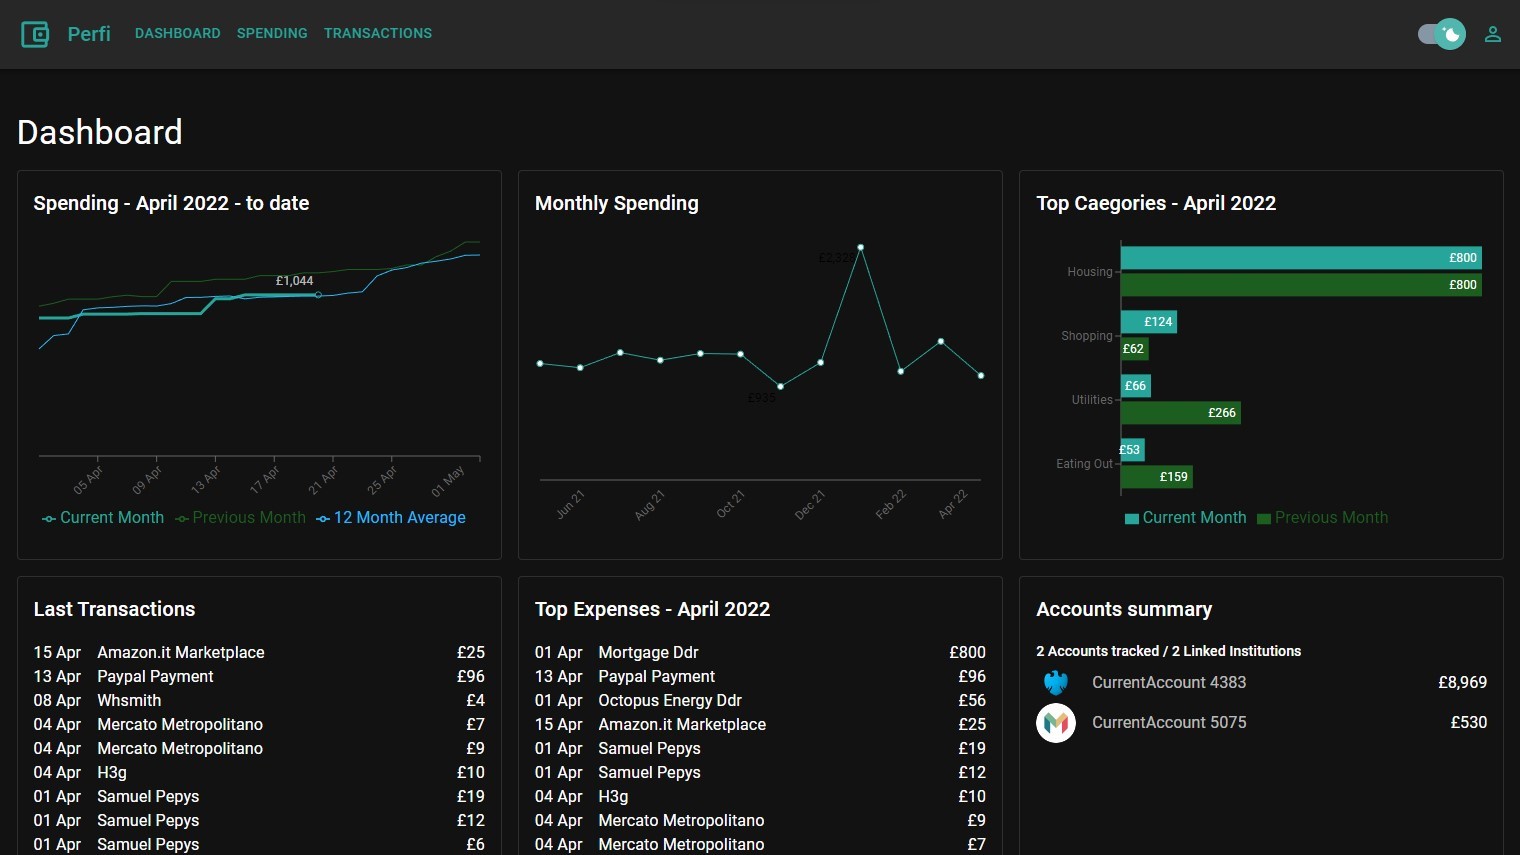 Perfi DASHBOARD SPENDING TRANSACTIONS
Dashboard
Spending - April 2022 - to date
£1,044
05 Apr 09 Apr 13 Apr 17 Apr 21 Apr 25 Apr 01 May
Current Month Previous Month 12 Month Average
Monthly Spending
£2,328
£935
Jun 21 Aug 21 Oct 21 Dec 21 Feb 22 Apr 22
Top Caegories - April 2022
Housing £800
£800
Shopping £124
£62
Utilities £66
£266
Eating Out £53
£159
Current Month Previous Month
Last Transactions
15 Apr Amazon.it Marketplace £25
13 Apr Paypal Payment £96
08 Apr Whsmith £4
04 Apr Mercato Metropolitano £7
04 Apr Mercato Metropolitano £9
04 Apr H3g £10
01 Apr Samuel Pepys £19
01 Apr Samuel Pepys £12
01 Apr Samuel Pepys £6
Top Expenses - April 2022
01 Apr Mortgage Ddr £800
13 Apr Paypal Payment £96
01 Apr Octopus Energy Ddr £56
15 Apr Amazon.it Marketplace £25
01 Apr Samuel Pepys £19
01 Apr Samuel Pepys £12
04 Apr H3g £10
04 Apr Mercato Metropolitano £9
04 Apr Mercato Metropolitano £7
Accounts summary
2 Accounts tracked / 2 Linked Institutions
CurrentAccount 4383 £8,969
CurrentAccount 5075 £530